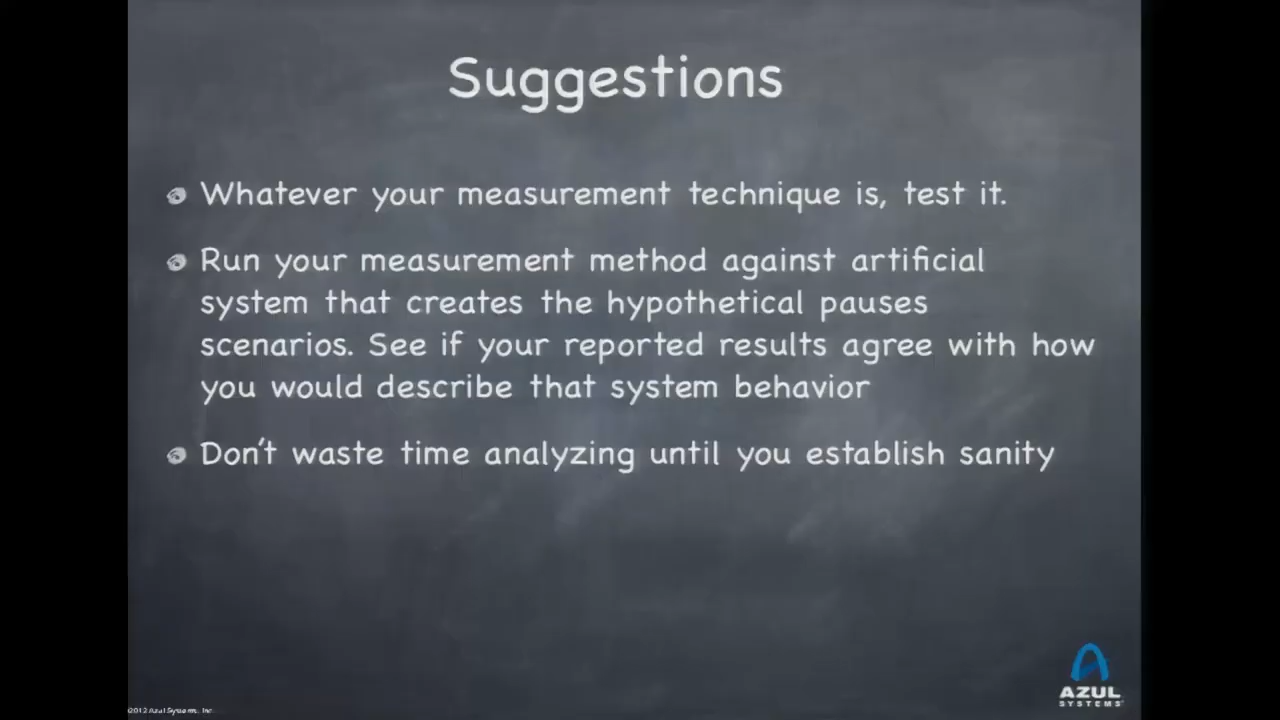 Suggestions
Whatever your measurement technique is, test it.
Run your measurement method against artificial
system that creates the hypothetical pauses
scenarios. See if your reported results agree with how
you would describe that system behavior
Don't waste time analyzing until you establish sanity
©2012 Azul Systems, Inc.
AZUL
SYSTEMS